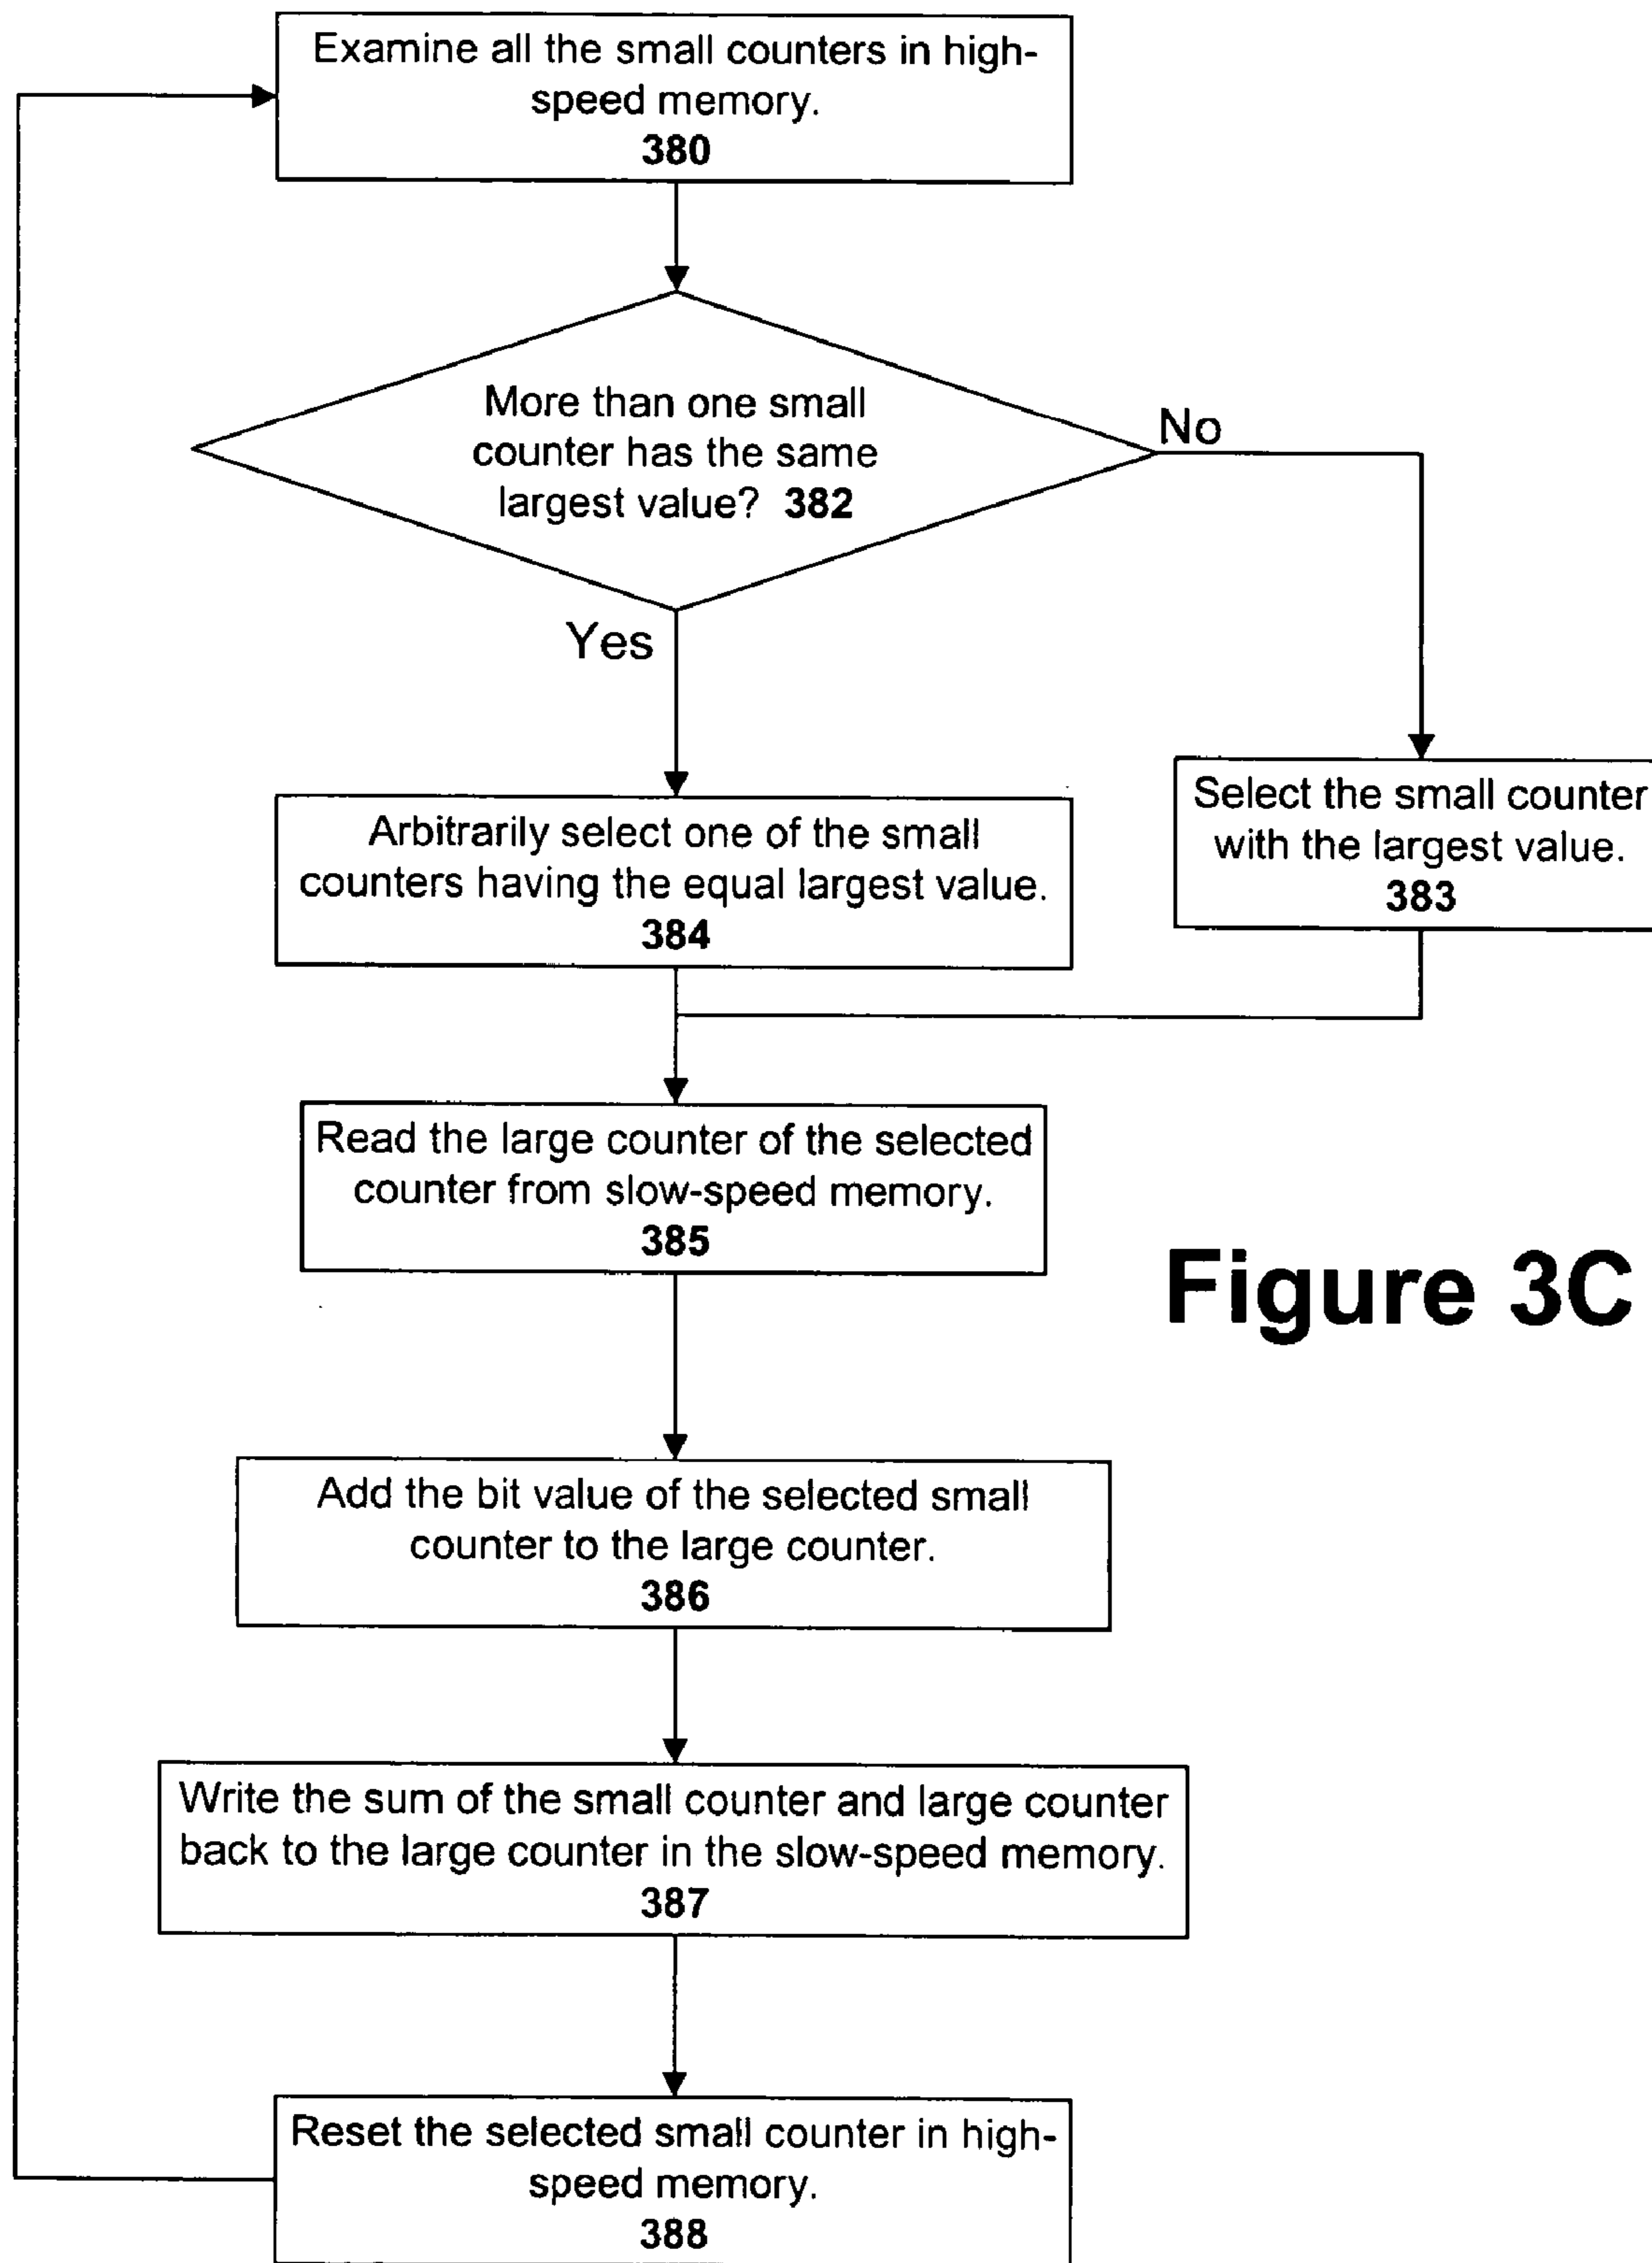 Examine all the small counters in high-
speed memory.
380
More than one small
counter has the same
largest value? 382
No
Yes
Select the small counter
with the largest value.
383
Arbitrarily select one of the small
counters having the equal largest value.
384
Read the large counter of the selected
counter from slow-speed memory.
385
Figure 3C
Add the bit value of the selected small
counter to the large counter.
386
Write the sum of the small counter and large counter
back to the large counter in the slow-speed memory.
387
Reset the selected small counter in high-
speed memory.
388